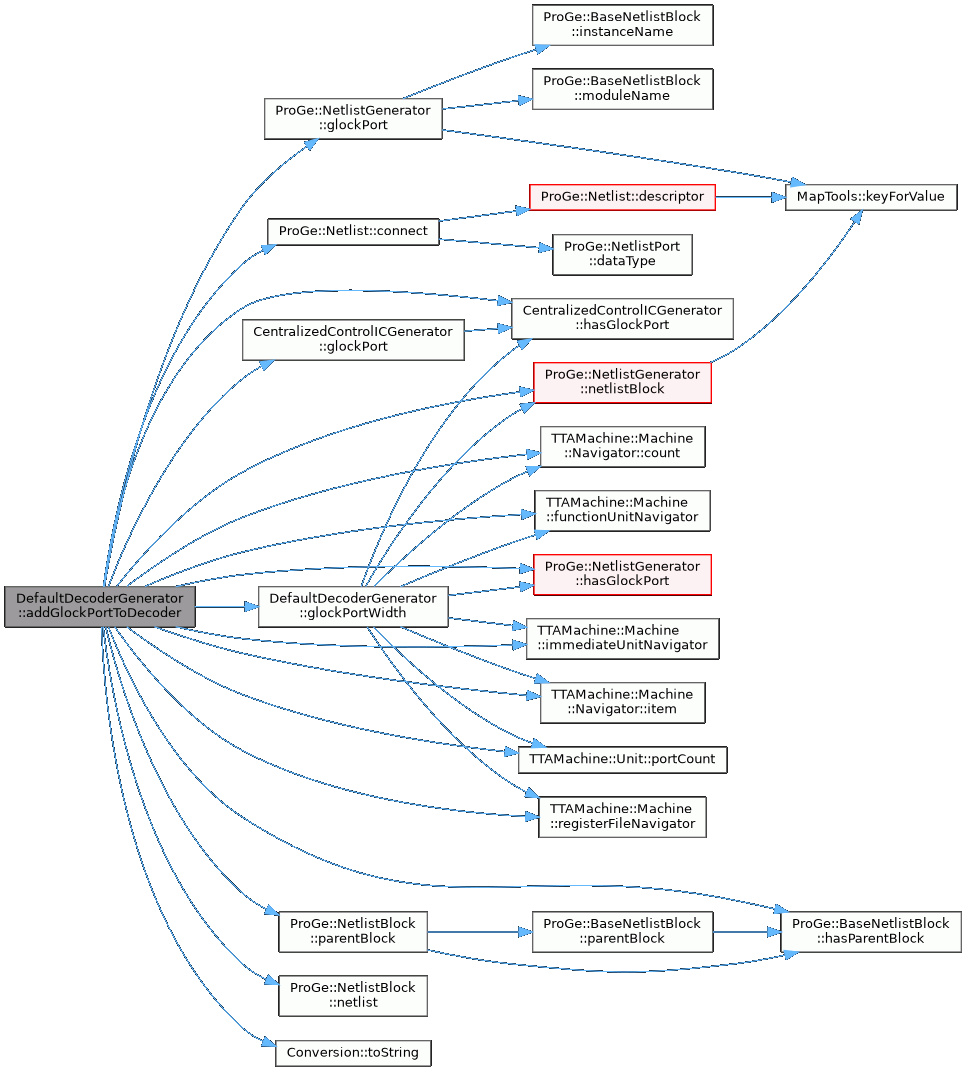 ProGe::BaseNetlistBlock
::instanceName
ProGe::BaseNetlistBlock
::moduleName
ProGe::NetlistGenerator
::glockPort
ProGe::Netlist::descriptor
MapTools::keyForValue
ProGe::Netlist::connect
ProGe::NetlistPort
::dataType
CentralizedControlICGenerator
::hasGlockPort
CentralizedControlICGenerator
::glockPort
ProGe::NetlistGenerator
::netlistBlock
TTAMachine::Machine
::Navigator::count
TTAMachine::Machine
::functionUnitNavigator
ProGe::NetlistGenerator
::hasGlockPort
DefaultDecoderGenerator
::addGlockPortToDecoder
DefaultDecoderGenerator
::glockPortWidth
TTAMachine::Machine
::immediateUnitNavigator
TTAMachine::Machine
::Navigator::item
TTAMachine::Unit::portCount
TTAMachine::Machine
::registerFileNavigator
ProGe::NetlistBlock
::parentBlock
ProGe::BaseNetlistBlock
::parentBlock
ProGe::BaseNetlistBlock
::hasParentBlock
ProGe::NetlistBlock
::netlist
Conversion::toString